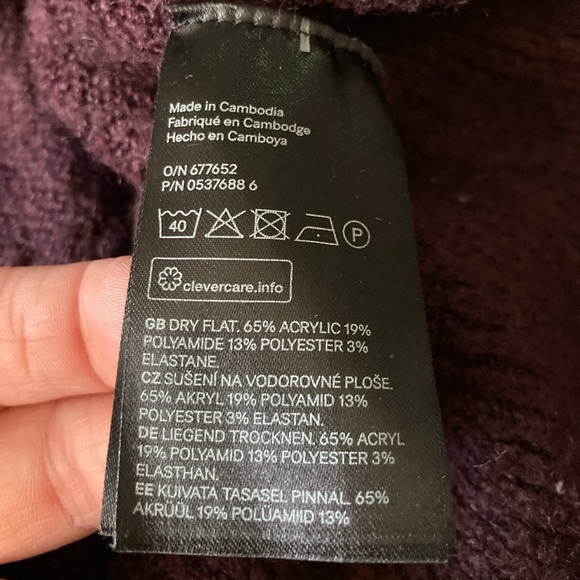 Made in Cambodia
Fabriqué en Cambodge
Hecho en Camboya
O/N 677652
P/N 0537688 6
40 P
clevercare.info
GB DRY FLAT. 65% ACRYLIC 19%
POLYAMIDE 13% POLYESTER 3%
ELASTANE.
CZ SUŠENÍ NA VODOROVNÉ PLOŠE.
65% AKRYL 19% POLYAMID 13%
POLYESTER 3% ELASTAN.
DE LIEGEND TROCKNEN. 65% ACRYL
19% POLYAMID 13% POLYESTER 3%
ELASTHAN.
EE KUIVATA TASASEL PINNAL. 65%
AKRÜÜL 19% POLÜAMIID 13%